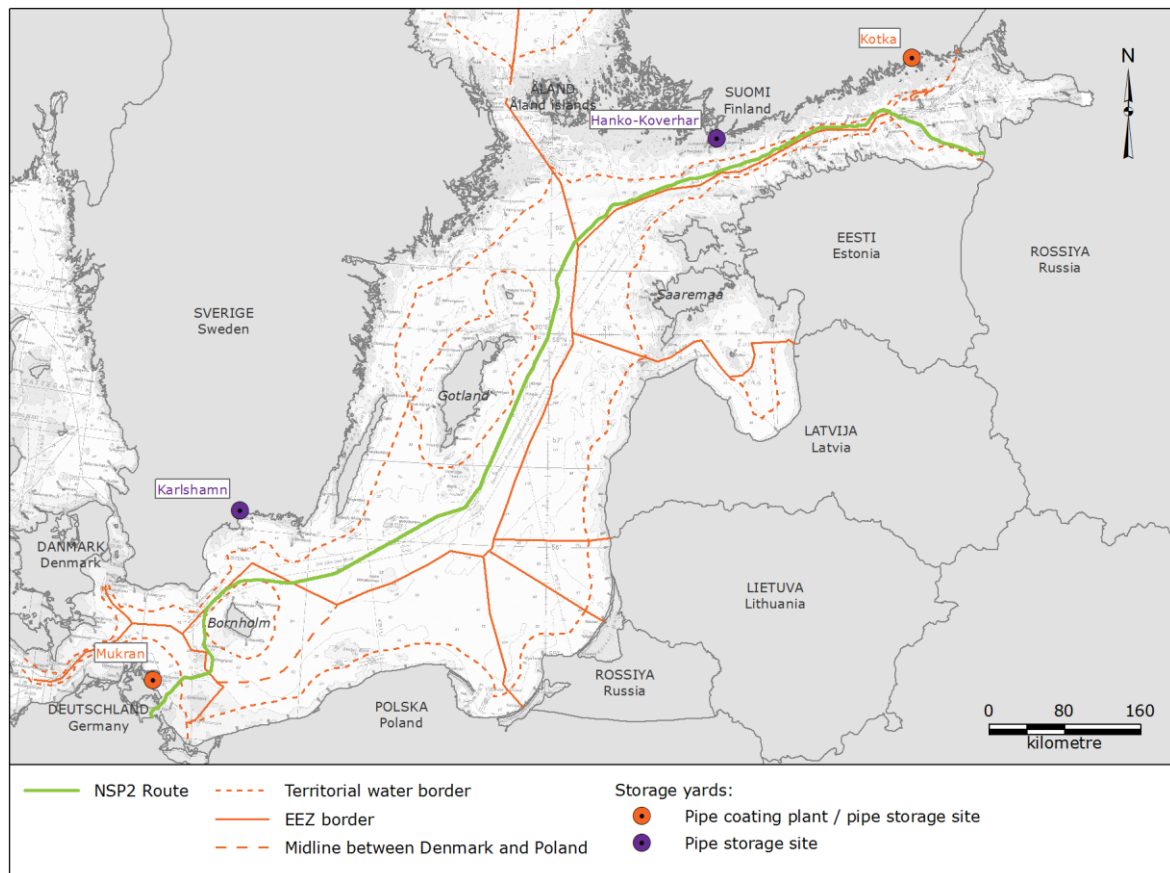 Kotka
N
ÅLAND
Åland islands
SUOMI
Finland
Hanko-Koverhar
EESTI
Estonia
ROSSIYA
Russia
Saaremaa
SVERIGE
Sweden
Gotland
LATVIJA
Latvia
Karlshamn
DANMARK
Denmark
LIETUVA
Lithuania
Bornholm
Mukran
ROSSIYA
Russia
DEUTSCHLAND
Germany
POLSKA
Poland
0 80 160
kilometre
NSP2 Route
Territorial water border
EEZ border
Midline between Denmark and Poland
Storage yards:
Pipe coating plant / pipe storage site
Pipe storage site